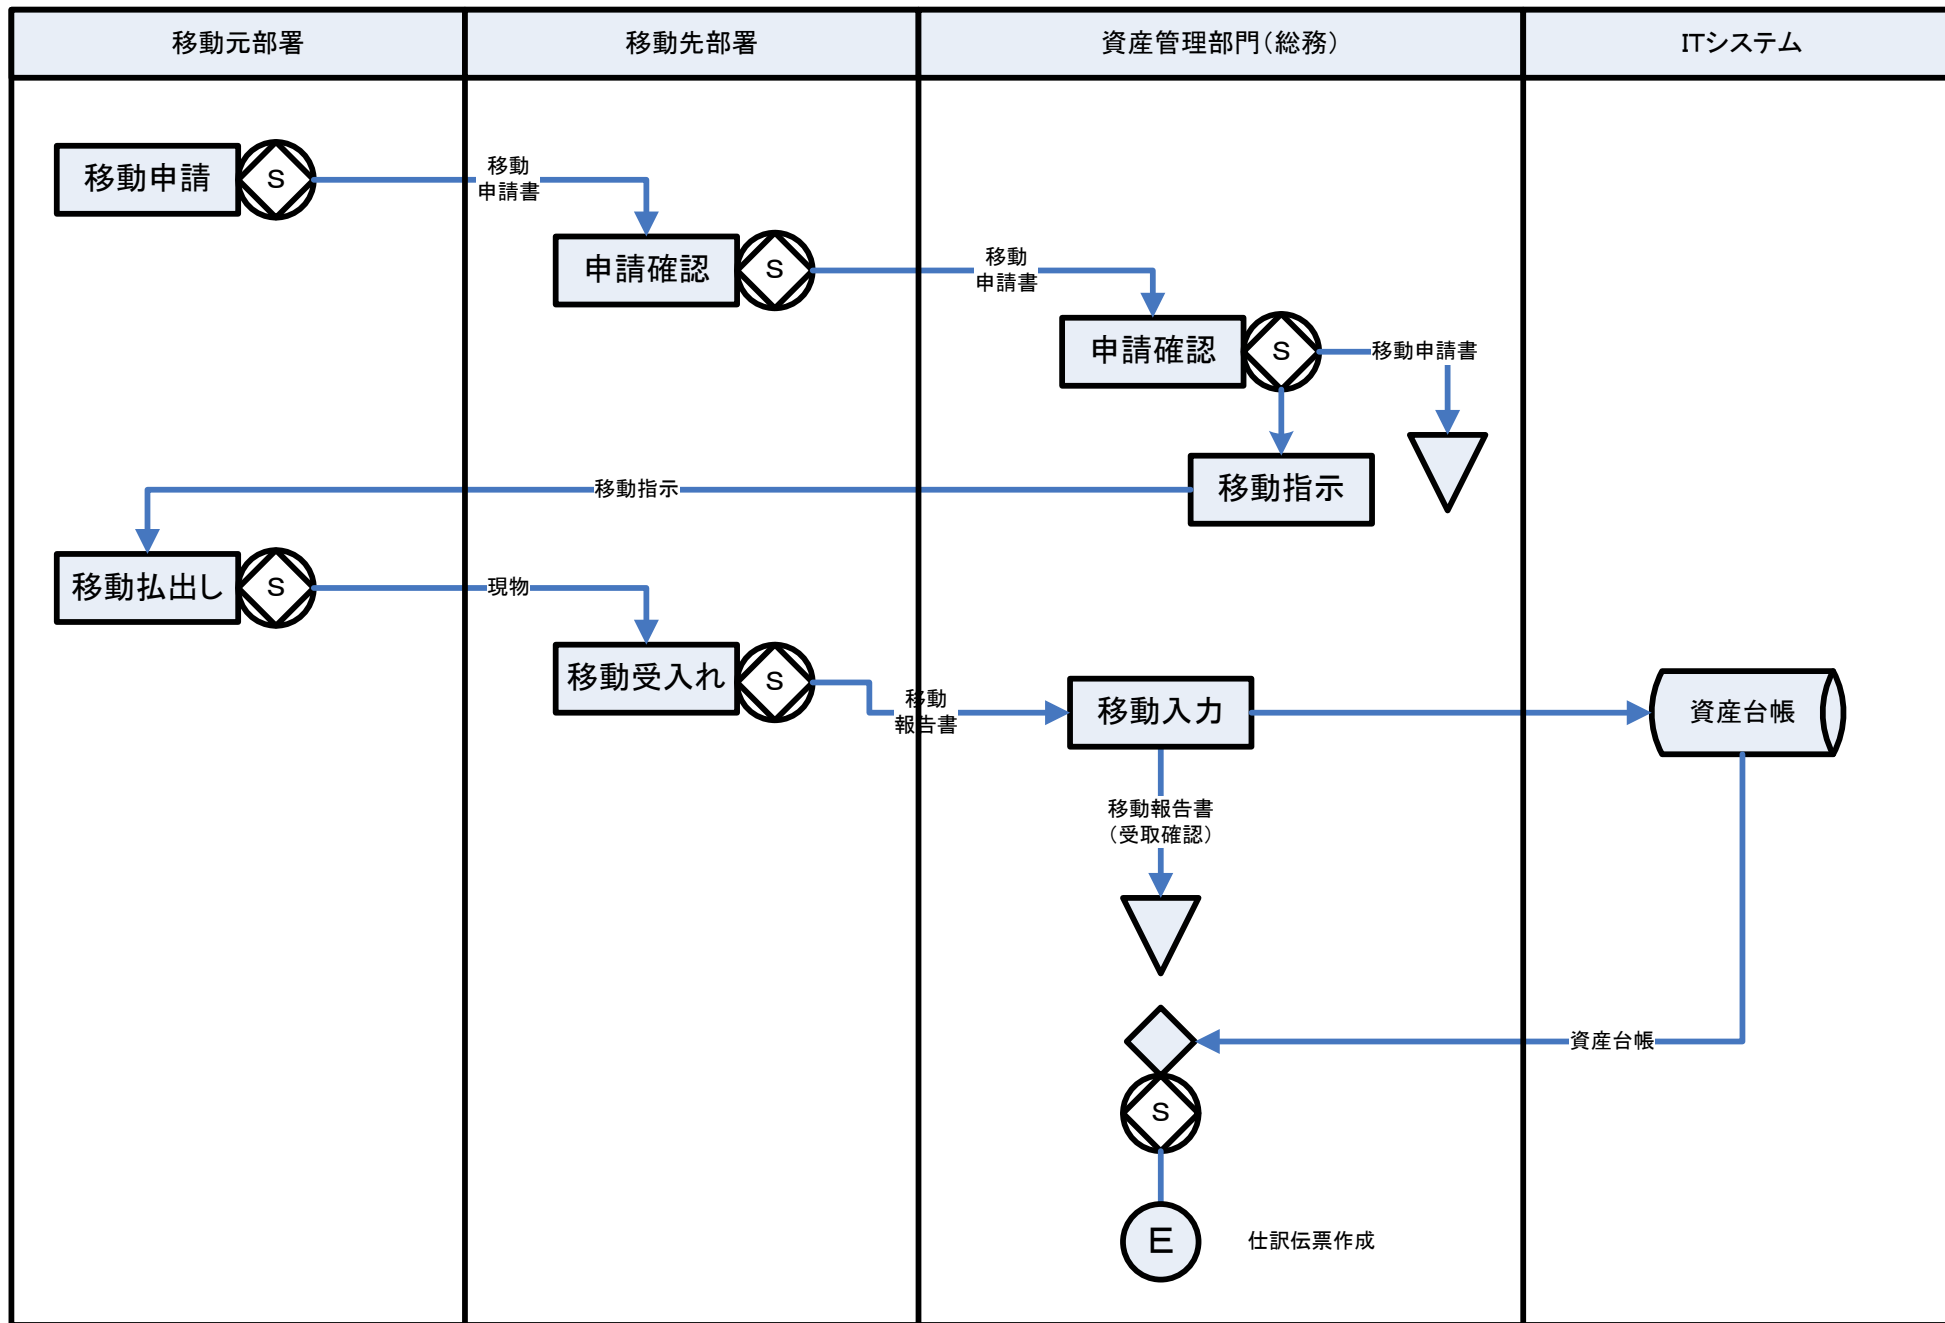 移動元部署
移動先部署
資産管理部門（総務）
ITシステム
移動申請
S
移動
申請書
申請確認
S
移動
申請書
申請確認
S
移動申請書
移動指示
移動指示
移動払出し
S
現物
移動受入れ
S
移動
報告書
移動入力
資産台帳
移動報告書
（受取確認）
資産台帳
S
E
仕訳伝票作成